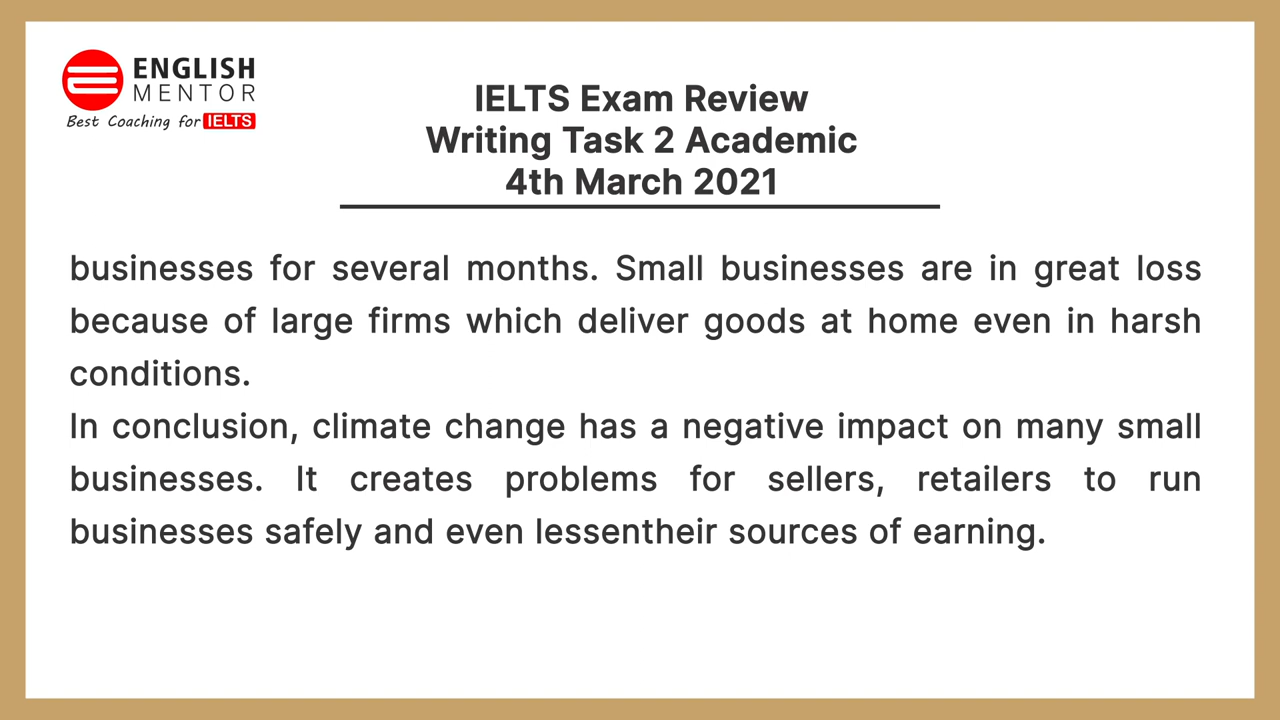 ENGLISH
MENTOR
Best Coaching for IELTS
IELTS Exam Review
Writing Task 2 Academic
4th March 2021
businesses for several months. Small businesses are in great loss
because of large firms which deliver goods at home even in harsh
conditions.
In conclusion, climate change has a negative impact on many small
businesses. It creates problems for sellers, retailers to run
businesses safely and even lessentheir sources of earning.